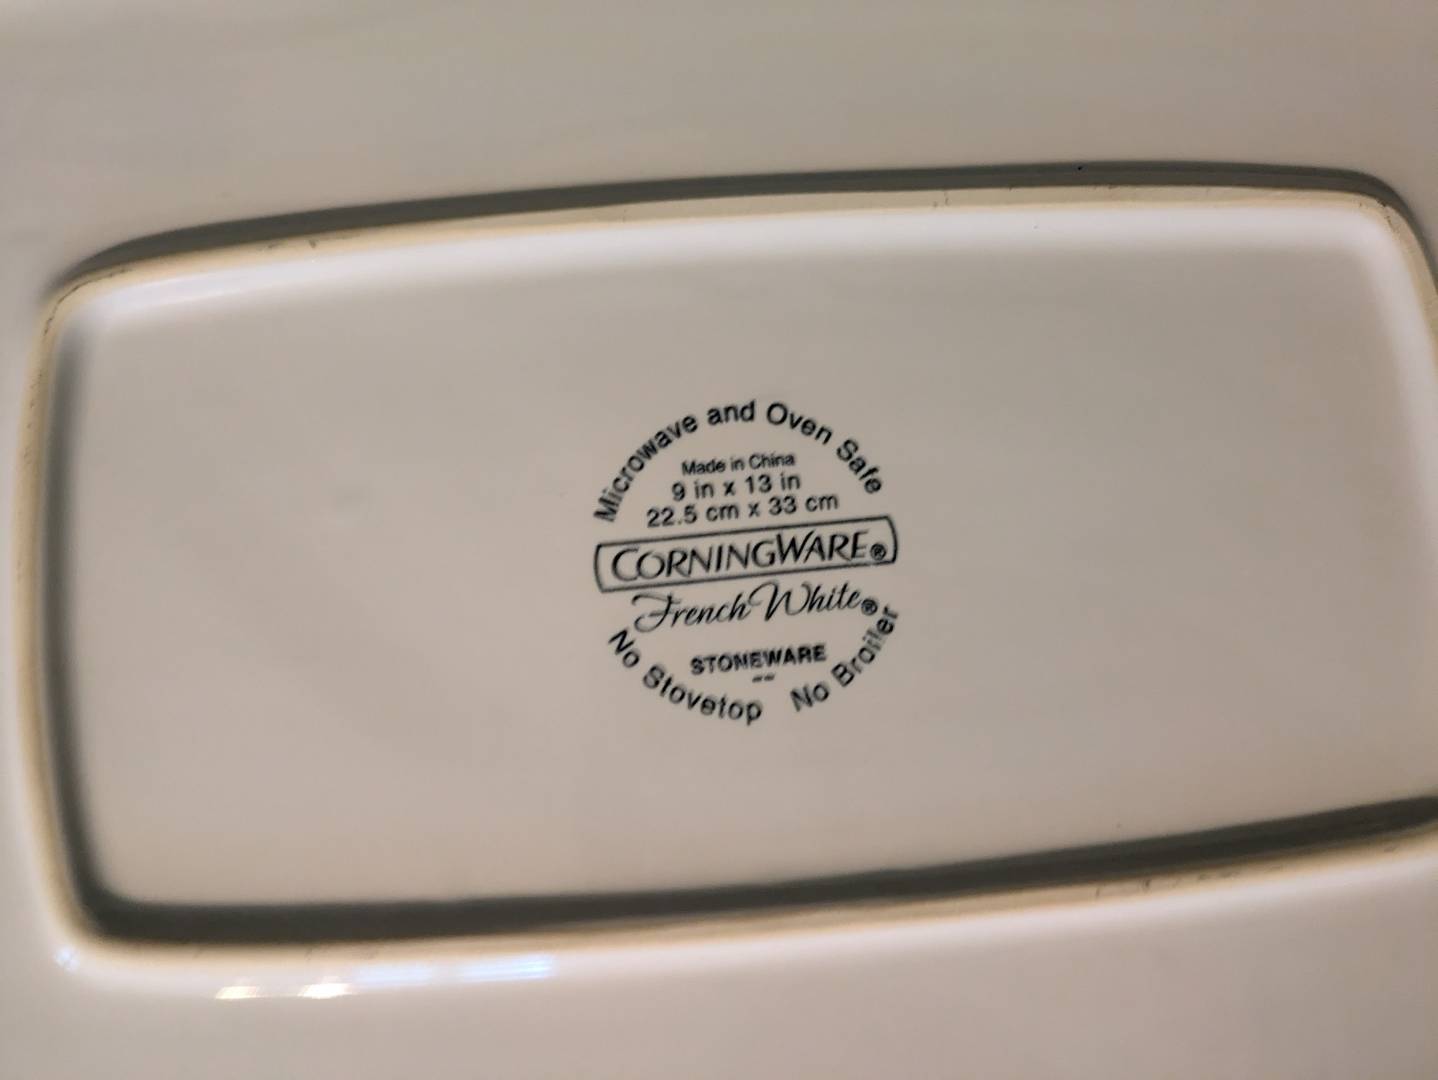 Microwave and Oven Safe
Made in China
9 in x 13 in
22.5 cm x 33 cm
CORNINGWARE®
French White®
STONEWARE
--
No Stovetop No Broiler